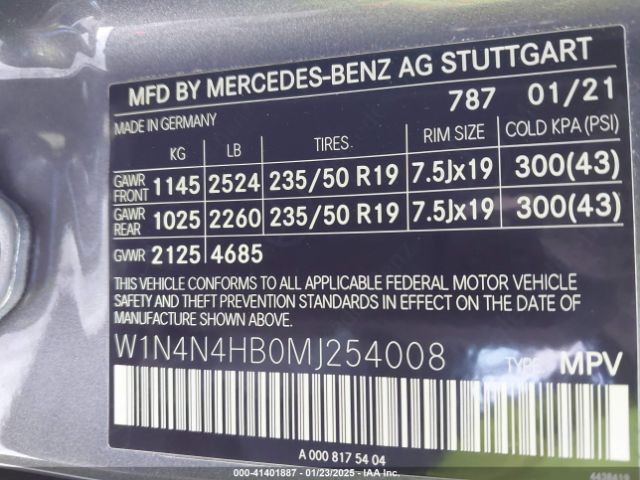 MFD BY MERCEDES-BENZ AG STUTTGART
787 01/21
MADE IN GERMANY
KG LB TIRES. RIM SIZE COLD KPA (PSI)
GAWR FRONT 1145 2524 235/50 R19 7.5Jx19 300(43)
GAWR REAR 1025 2260 235/50 R19 7.5Jx19 300(43)
GVWR 2125 4685
THIS VEHICLE CONFORMS TO ALL APPLICABLE FEDERAL MOTOR VEHICLE
SAFETY AND THEFT PREVENTION STANDARDS IN EFFECT ON THE DATE OF
MANUFACTURE SHOWN ABOVE.
W1N4N4HB0MJ254008 TYPE: MPV
A 000 817 54 04
000-41401887 - 01/23/2025 - IAA Inc.